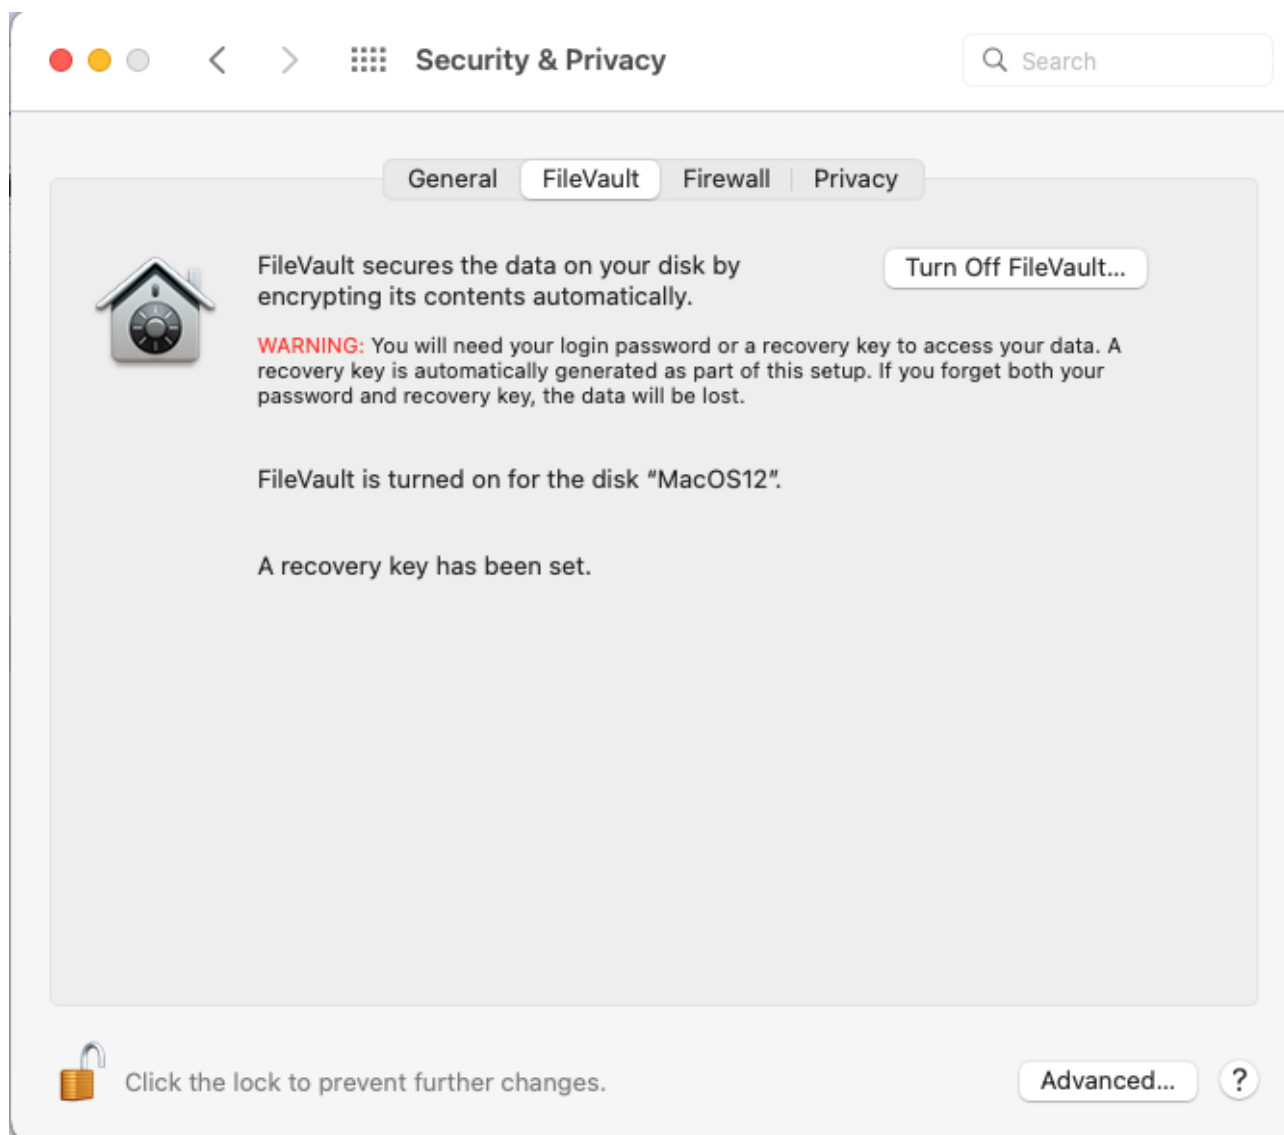 Security & Privacy
Search
General
FileVault
Firewall
Privacy
FileVault secures the data on your disk by
encrypting its contents automatically.
Turn Off FileVault...
WARNING: You will need your login password or a recovery key to access your data. A
recovery key is automatically generated as part of this setup. If you forget both your
password and recovery key, the data will be lost.
FileVault is turned on for the disk “MacOS12”.
A recovery key has been set.
Click the lock to prevent further changes.
Advanced...
?